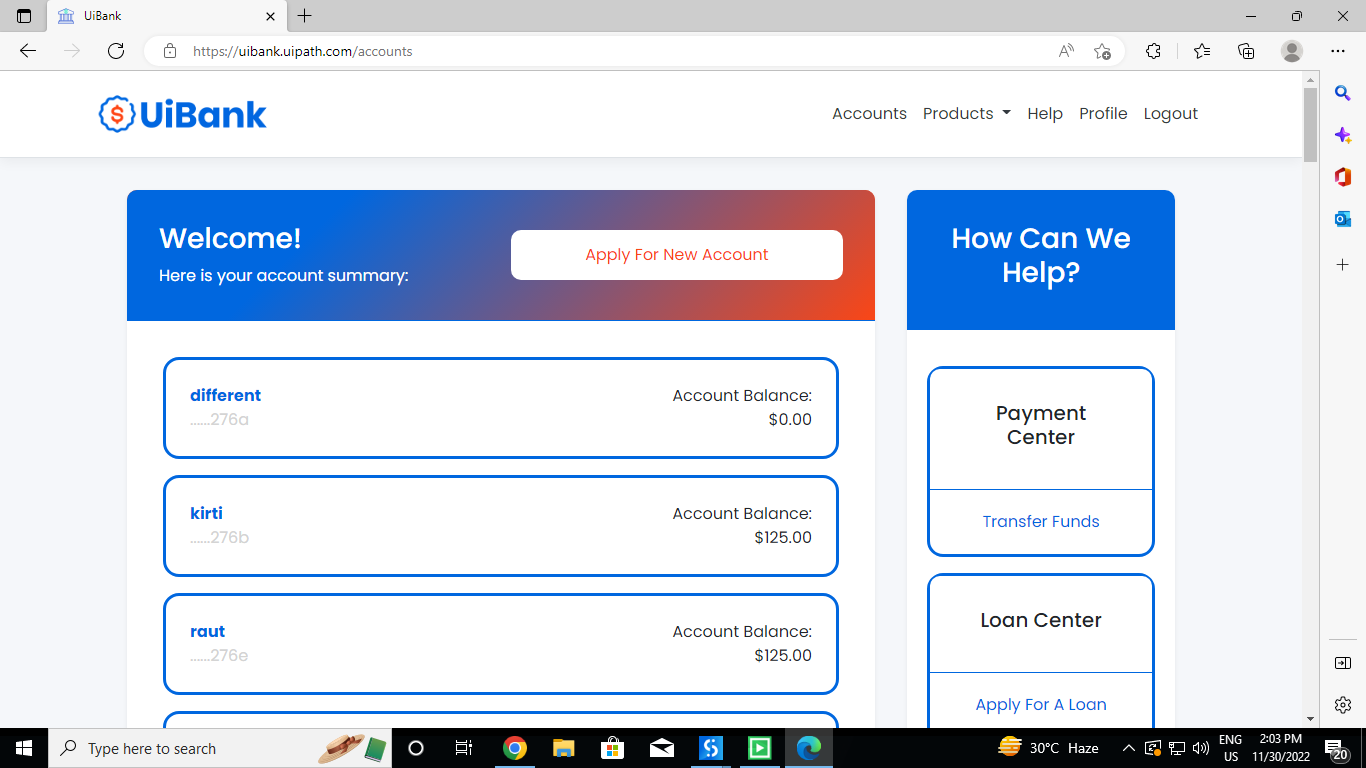 UiBank
https://uibank.uipath.com/accounts
UiBank
Accounts Products Help Profile Logout
Welcome!
Here is your account summary:
Apply For New Account
How Can We
Help?
different
......276a
Account Balance:
$0.00
kirti
......276b
Account Balance:
$125.00
raut
......276e
Account Balance:
$125.00
Payment
Center
Transfer Funds
Loan Center
Apply For A Loan
Type here to search
30°C Haze
ENG
US
2:03 PM
11/30/2022
20